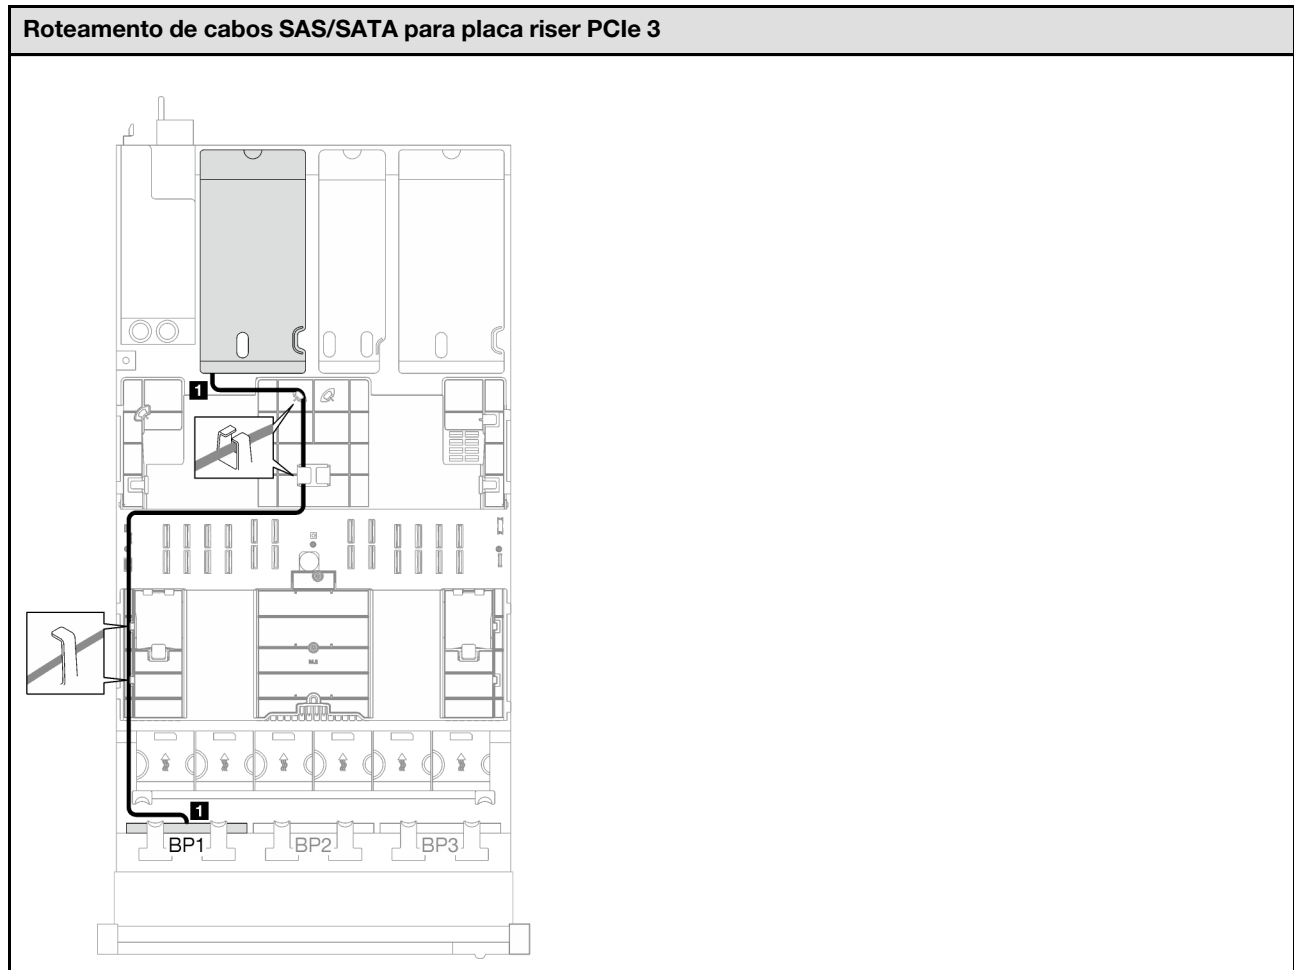 Roteamento de cabos SAS/SATA para placa riser PCIe 3
1
1
BP1
BP2
BP3